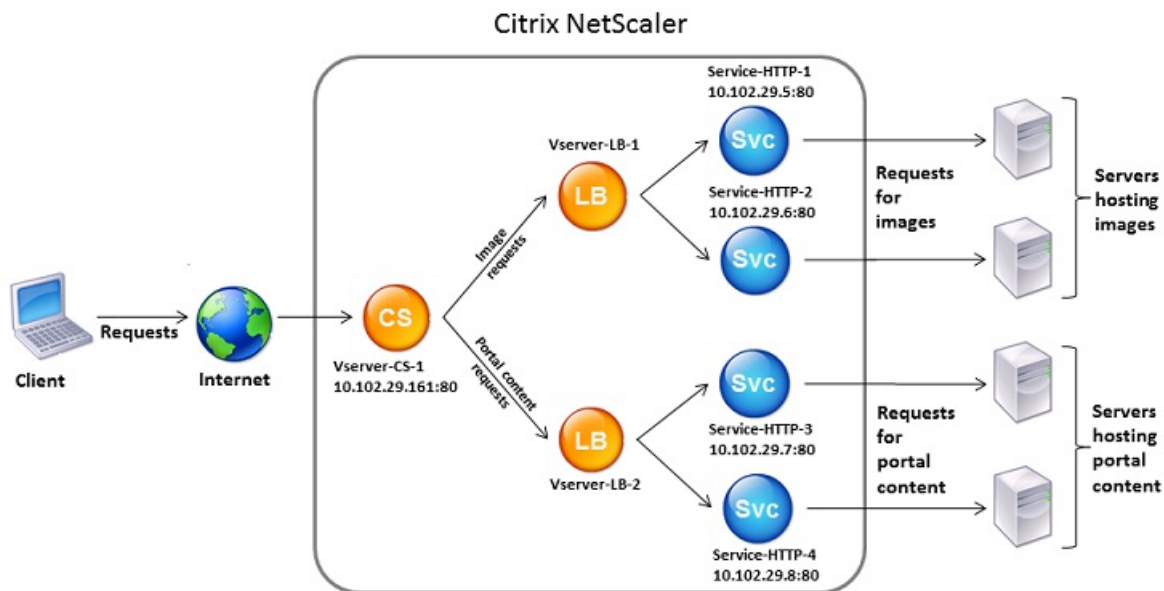 Citrix NetScaler
Service-HTTP-1
10.102.29.5:80
Svc
Vserver-LB-1
LB
Service-HTTP-2
10.102.29.6:80
Svc
Requests
for
images
Servers
hosting
images
Image
requests
Client
Requests
Internet
CS
Vserver-CS-1
10.102.29.161:80
Portal content
requests
Svc
Service-HTTP-3
10.102.29.7:80
LB
Vserver-LB-2
Svc
Service-HTTP-4
10.102.29.8:80
Requests
for
portal
content
Servers
hosting
portal
content